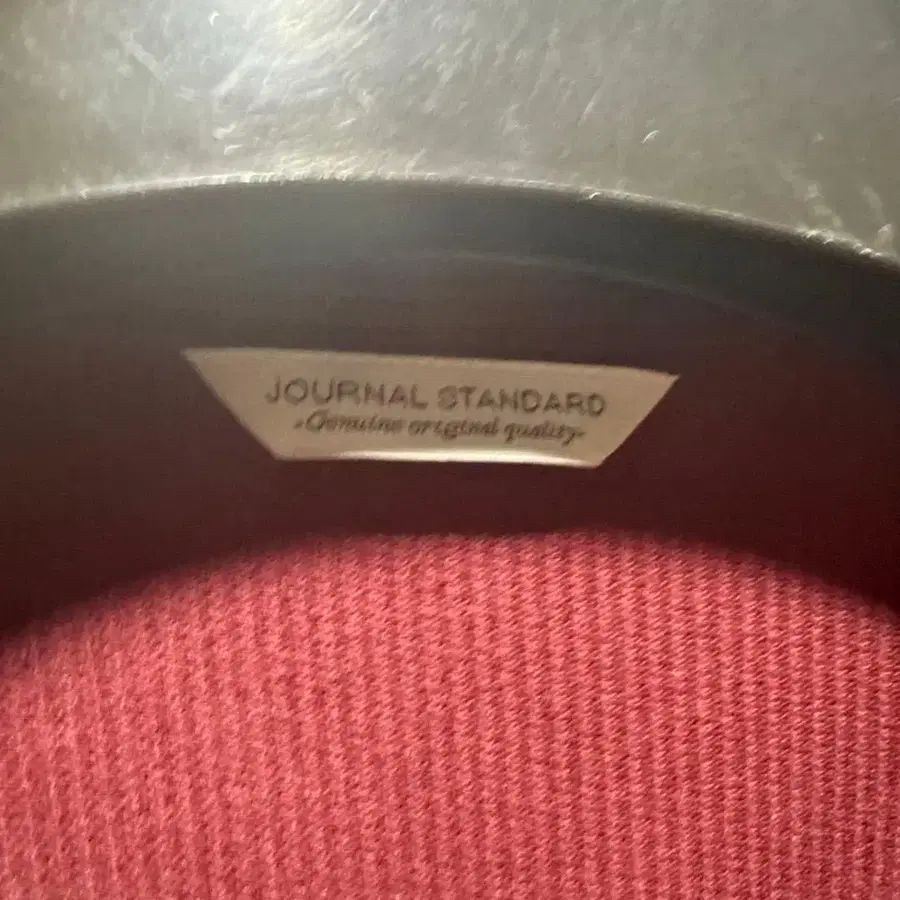 JOURNAL STANDARD
-Genuine original quality-